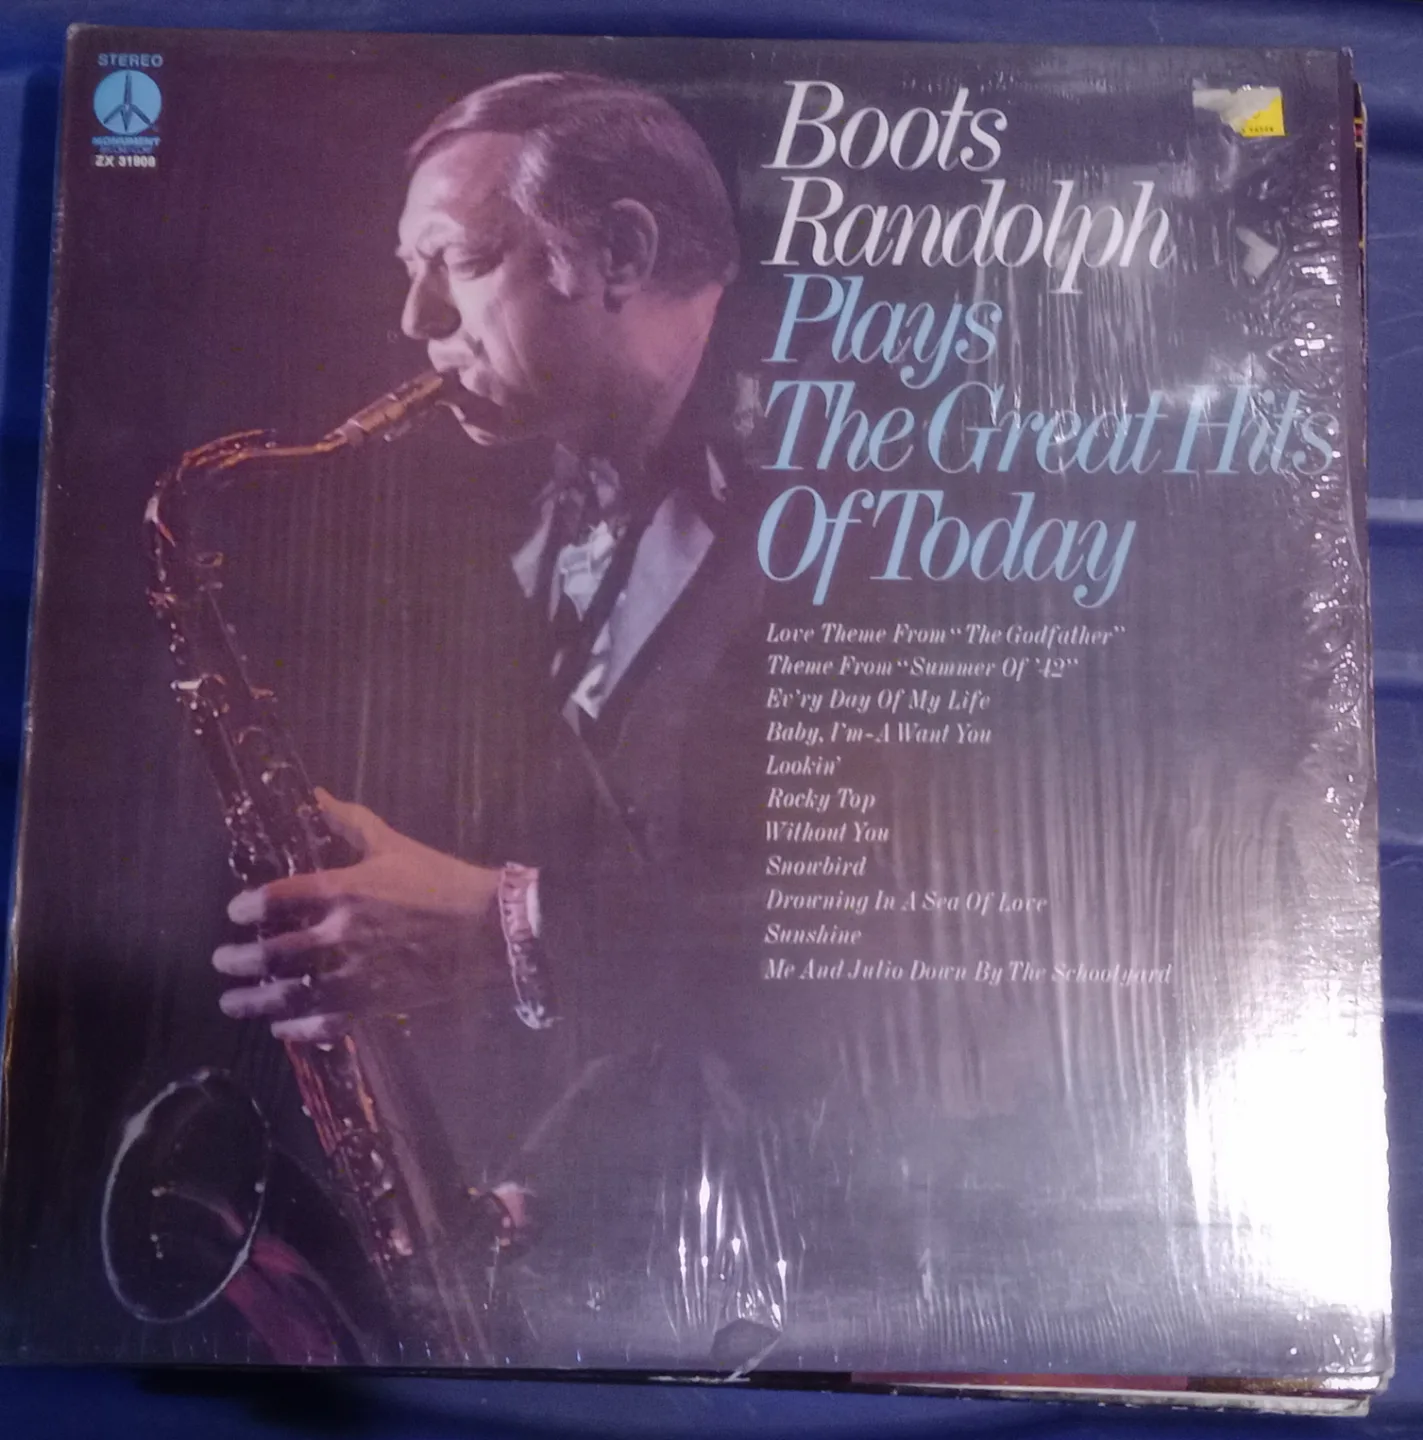 STEREO
MONUMENT
ZX 31908
Boots
Randolph
Plays
The Great Hits
Of Today
Love Theme From "The Godfather"
Theme From "Summer Of '42"
Ev'ry Day Of My Life
Baby, I'm-A Want You
Lookin'
Rocky Top
Without You
Snowbird
Drowning In A Sea Of Love
Sunshine
Me And Julio Down By The Schoolyard